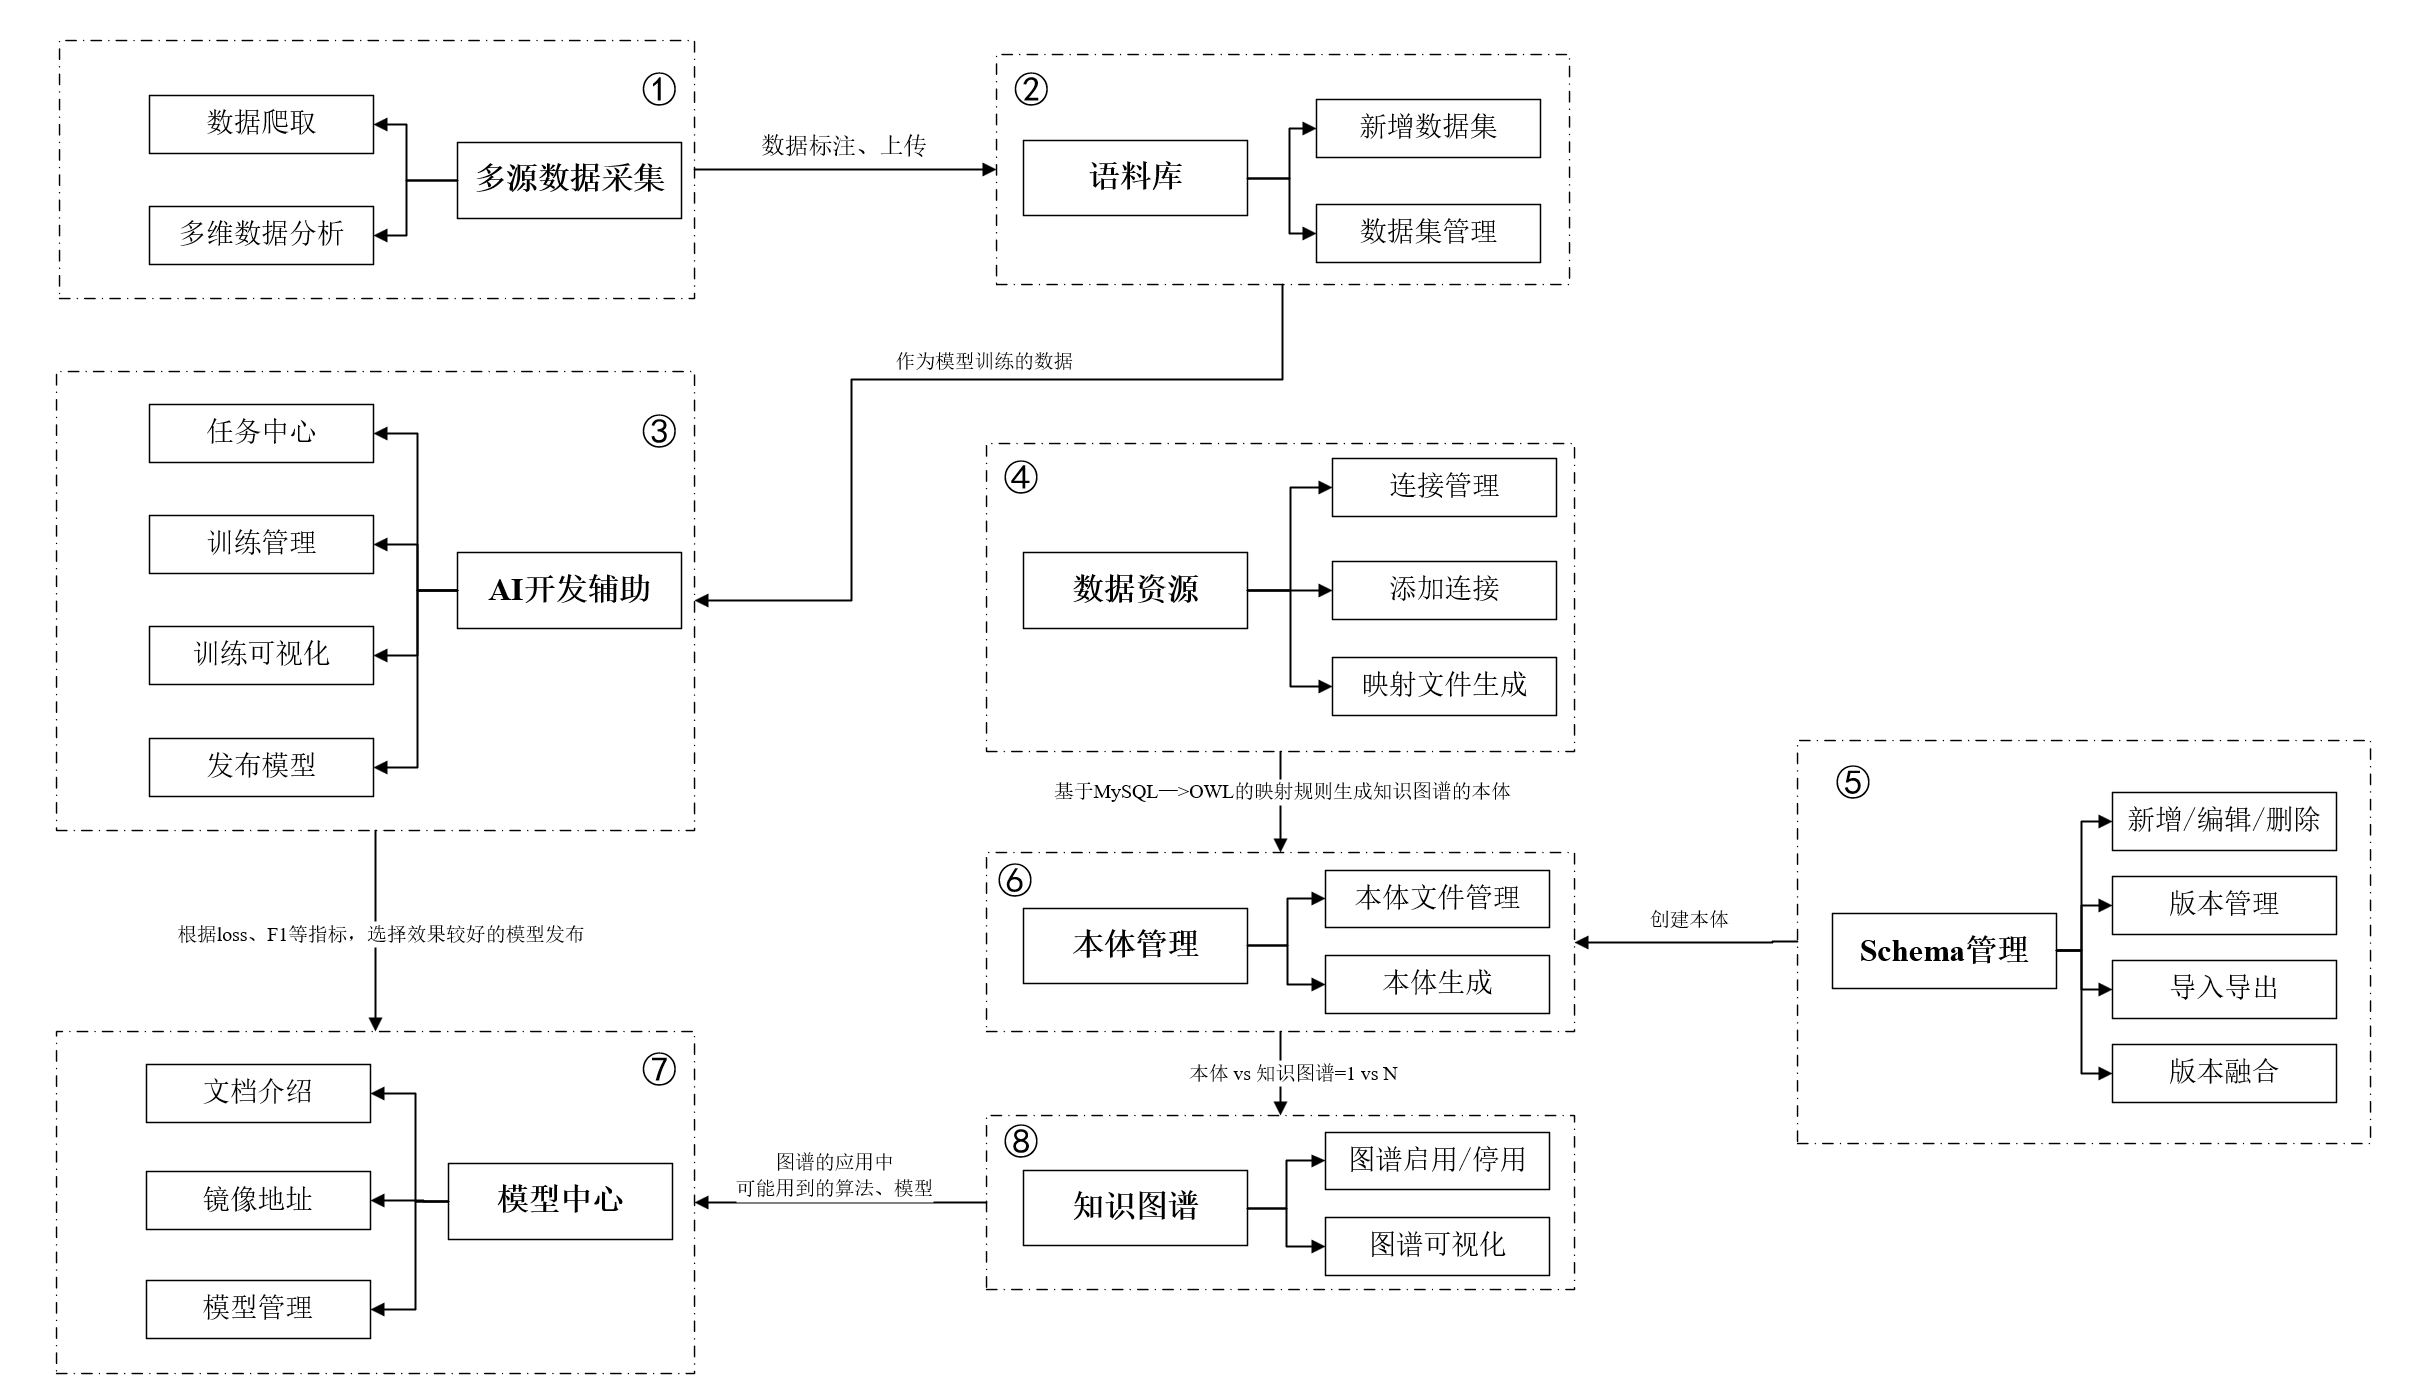 ①
数据爬取
多源数据采集
多维数据分析
数据标注、上传
②
新增数据集
语料库
数据集管理
作为模型训练的数据
③
任务中心
训练管理
AI开发辅助
训练可视化
发布模型
④
连接管理
数据资源
添加连接
映射文件生成
基于MySQL—>OWL的映射规则生成知识图谱的本体
⑤
新增/编辑/删除
版本管理
Schema管理
导入导出
版本融合
创建本体
⑥
本体文件管理
本体管理
本体生成
根据loss、F1等指标，选择效果较好的模型发布
本体 vs 知识图谱=1 vs N
⑦
文档介绍
镜像地址
模型中心
模型管理
图谱的应用中
可能用到的算法、模型
⑧
图谱启用/停用
知识图谱
图谱可视化